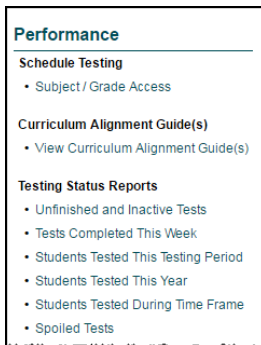 Performance
Schedule Testing
• Subject / Grade Access
Curriculum Alignment Guide(s)
• View Curriculum Alignment Guide(s)
Testing Status Reports
• Unfinished and Inactive Tests
• Tests Completed This Week
• Students Tested This Testing Period
• Students Tested This Year
• Students Tested During Time Frame
• Spoiled Tests